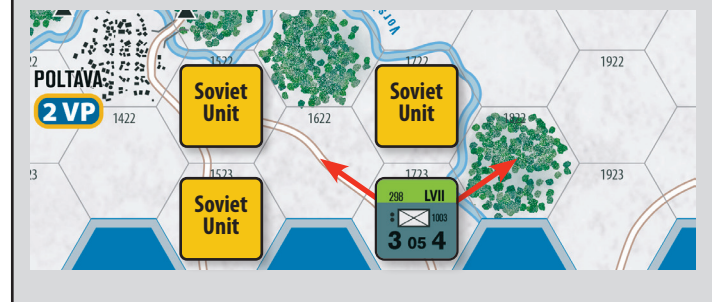 Vors
22
1522
1722
1922
POLTAVA
2 VP
Soviet
Unit
Soviet
Unit
1422
1622
1822
23
1523
1723
1923
Soviet
Unit
298 LVII
1003
3 05 4